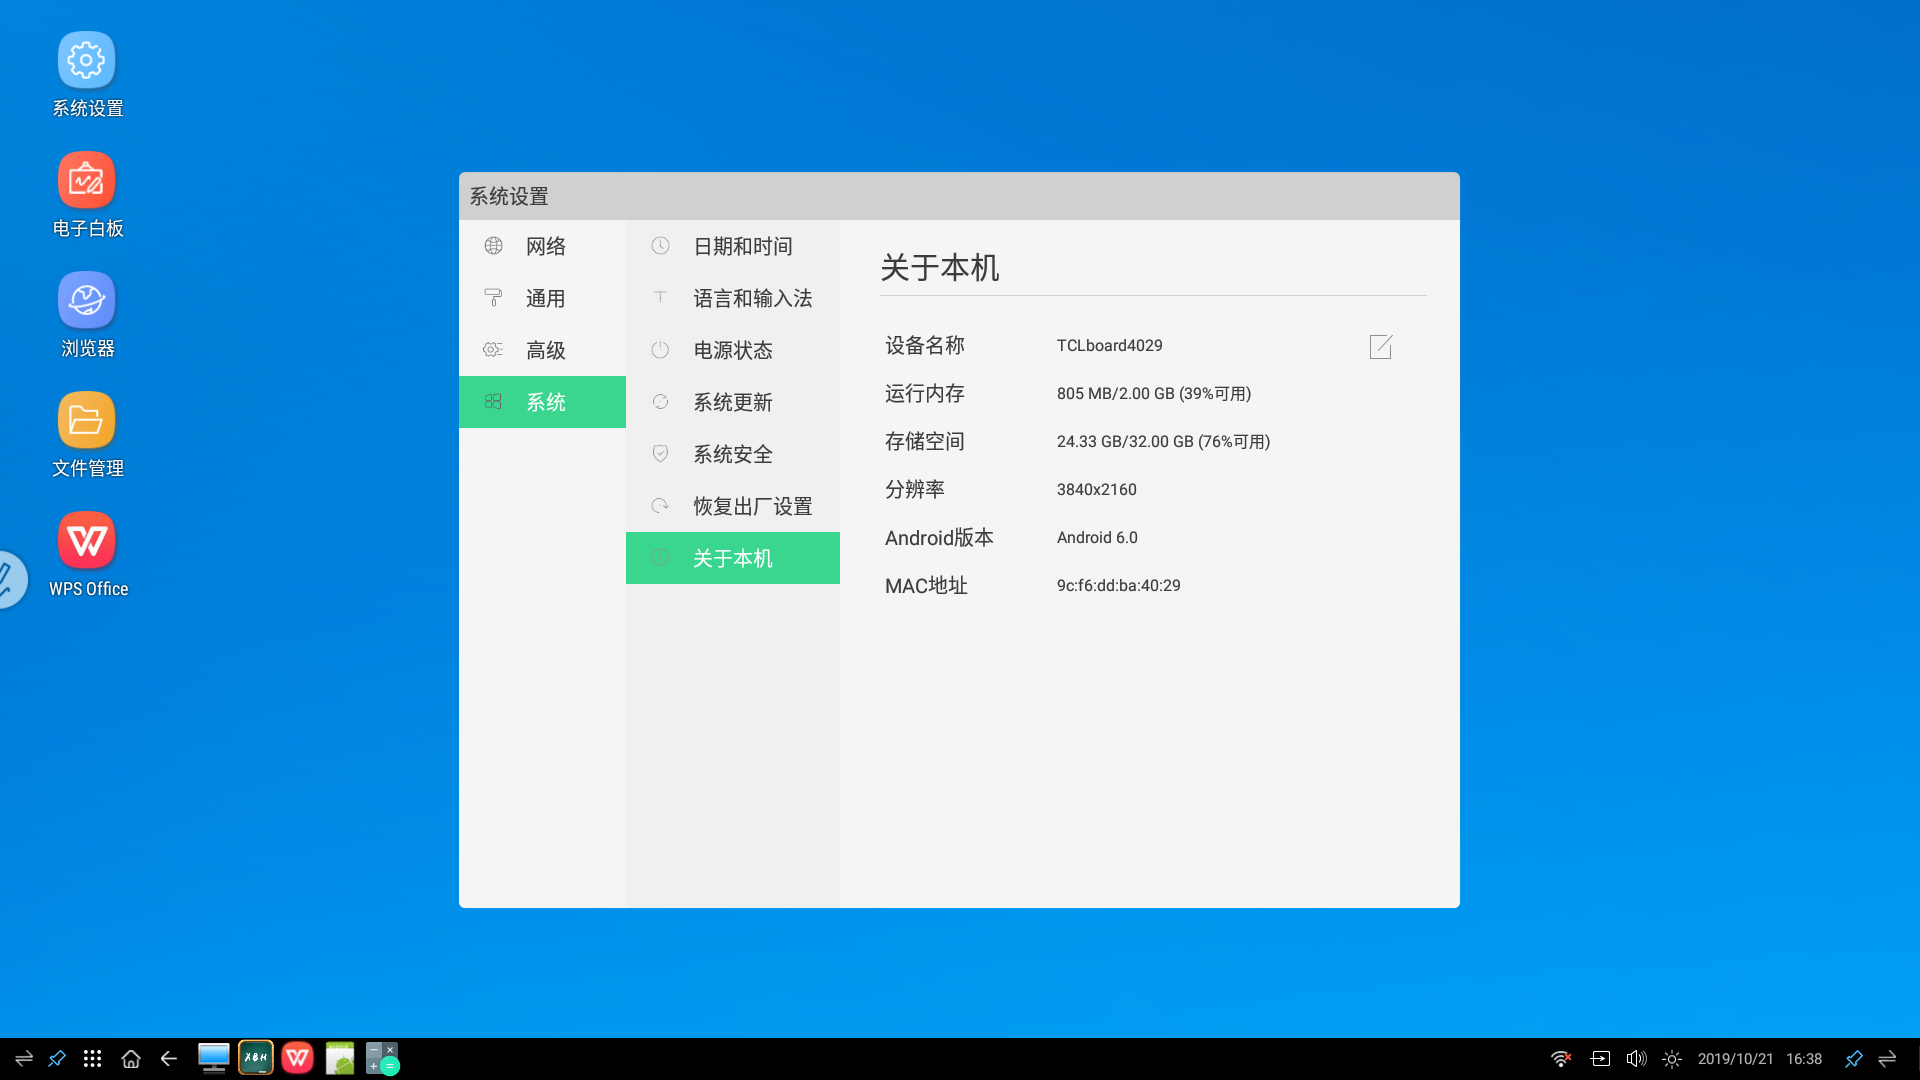 系统设置
电子白板
浏览器
文件管理
WPS Office
系统设置
网络
通用
高级
系统
日期和时间
语言和输入法
电源状态
系统更新
系统安全
恢复出厂设置
关于本机
关于本机
设备名称 TCLboard4029
运行内存 805 MB/2.00 GB (39%可用)
存储空间 24.33 GB/32.00 GB (76%可用)
分辨率 3840x2160
Android版本 Android 6.0
MAC地址 9c:f6:dd:ba:40:29
XBH
2019/10/21 16:38